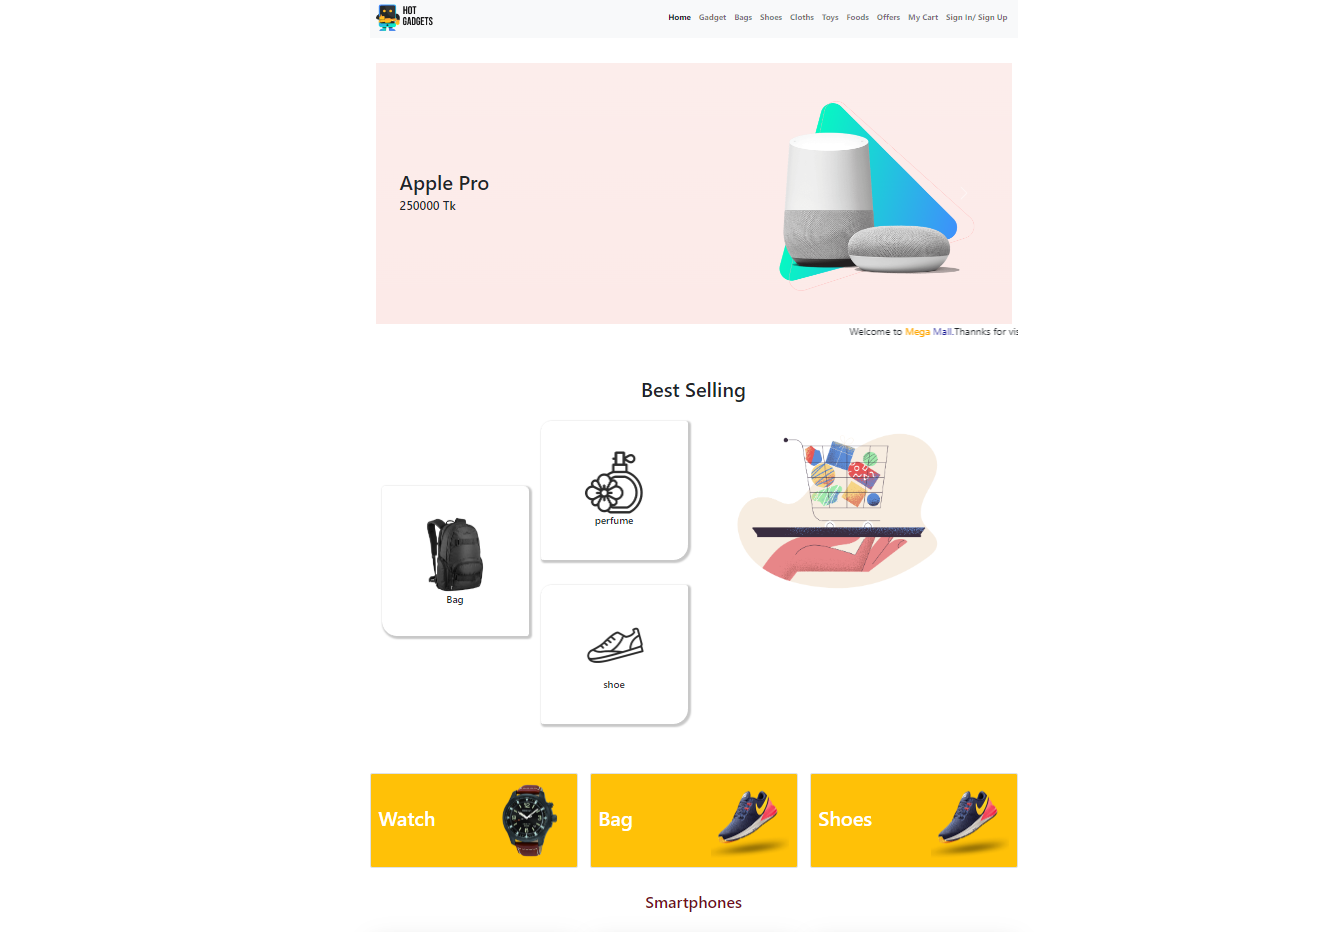 HOT
GADGETS
Home Gadget Bags Shoes Cloths Toys Foods Offers My Cart Sign In/ Sign Up
Apple Pro
250000 Tk
Welcome to Mega Mall.Thannks for vis
Best Selling
perfume
Bag
shoe
Watch
Bag
Shoes
Smartphones